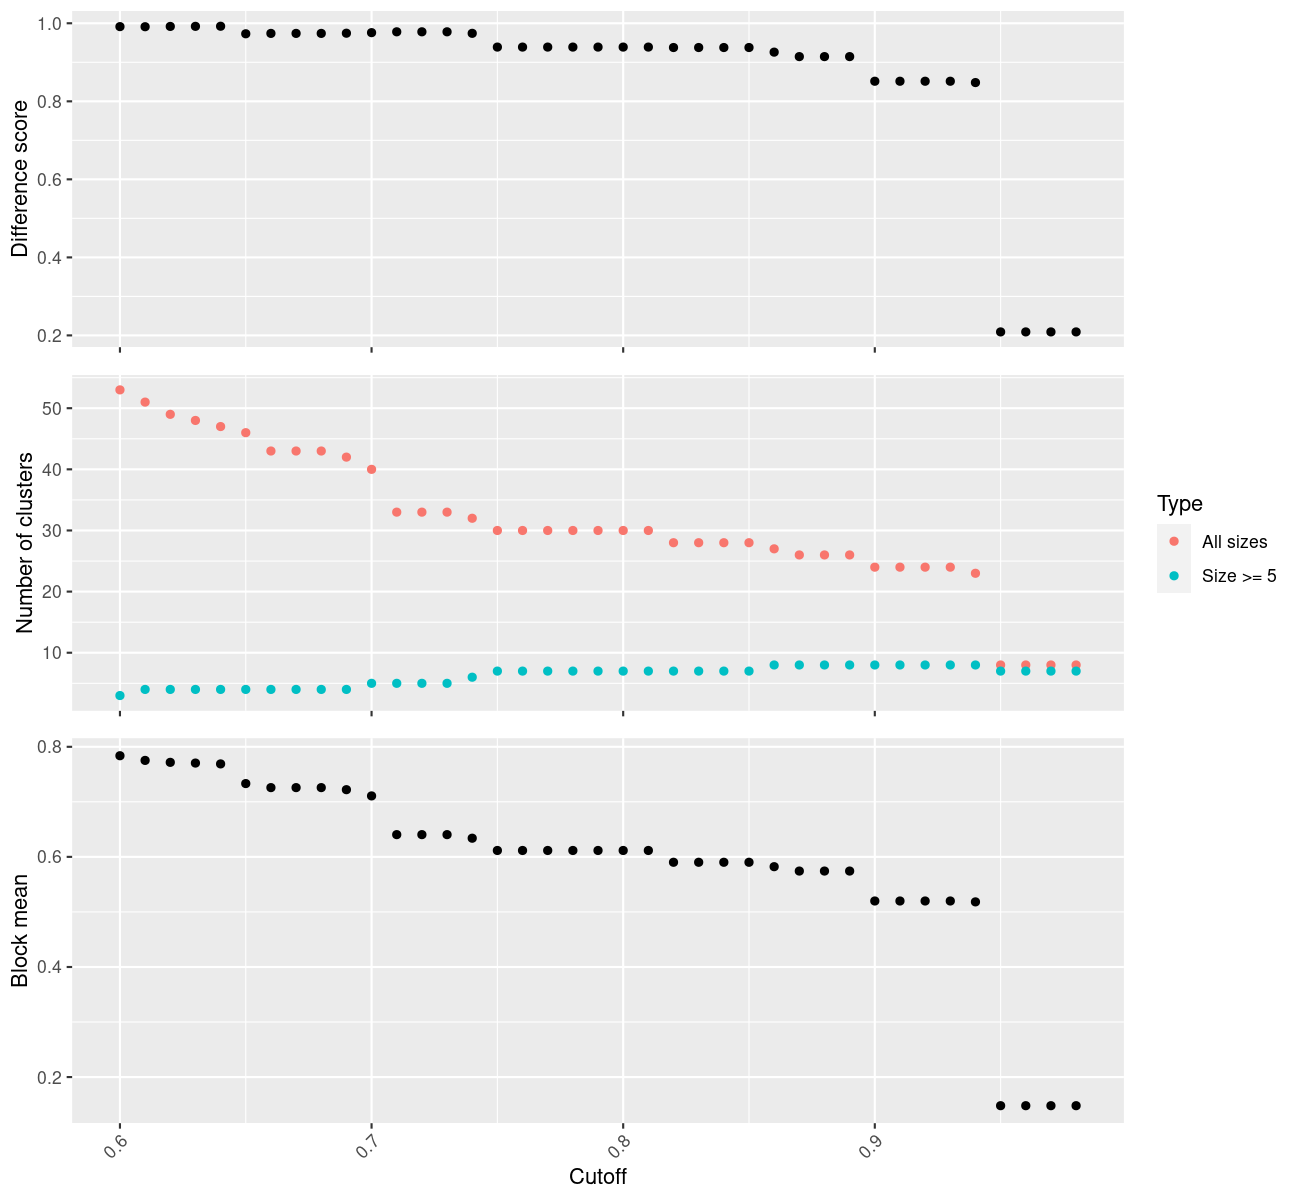 1.0
0.8
0.6
0.4
0.2
Difference score
50
40
30
20
10
Number of clusters
Type
All sizes
Size >= 5
0.8
0.6
0.4
0.2
Block mean
0.6
0.7
0.8
0.9
Cutoff